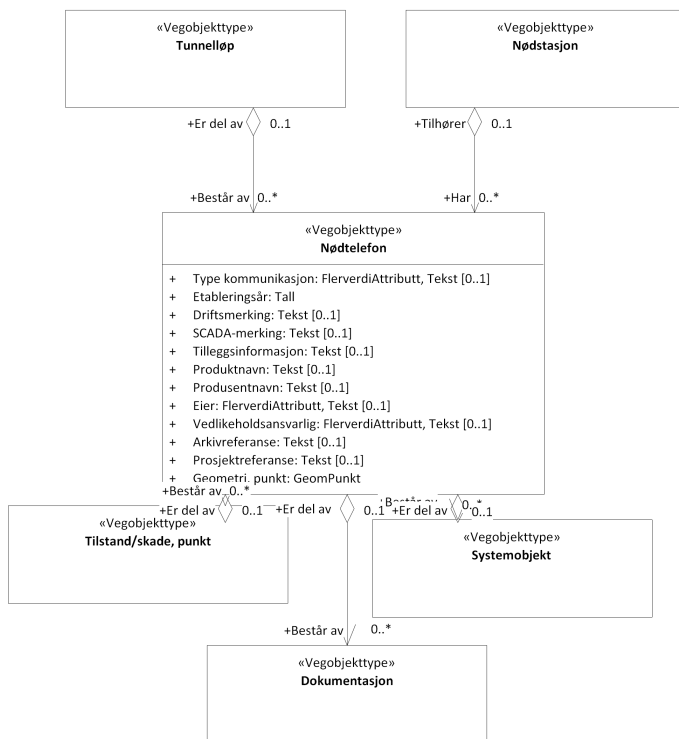 «Vegobjekttype»
Tunnelløp
«Vegobjekttype»
Nødstasjon
+Er del av 0..1
+Tilhører 0..1
+Består av 0..*
+Har 0..*
«Vegobjekttype»
Nødtelefon
+ Type kommunikasjon: FlerverdiAttributt, Tekst [0..1]
+ Etableringsår: Tall
+ Driftsmerking: Tekst [0..1]
+ SCADA-merking: Tekst [0..1]
+ Tilleggsinformasjon: Tekst [0..1]
+ Produktnavn: Tekst [0..1]
+ Produsentnavn: Tekst [0..1]
+ Eier: FlerverdiAttributt, Tekst [0..1]
+ Vedlikeholdsansvarlig: FlerverdiAttributt, Tekst [0..1]
+ Arkivreferanse: Tekst [0..1]
+ Prosjektreferanse: Tekst [0..1]
+ Geometri, punkt: GeomPunkt
+Består av 0..*
+Består av 0..*
+Er del av 0..1
+Er del av 0..1
+Er del av 0..1
«Vegobjekttype»
Tilstand/skade, punkt
«Vegobjekttype»
Systemobjekt
+Består av 0..*
«Vegobjekttype»
Dokumentasjon